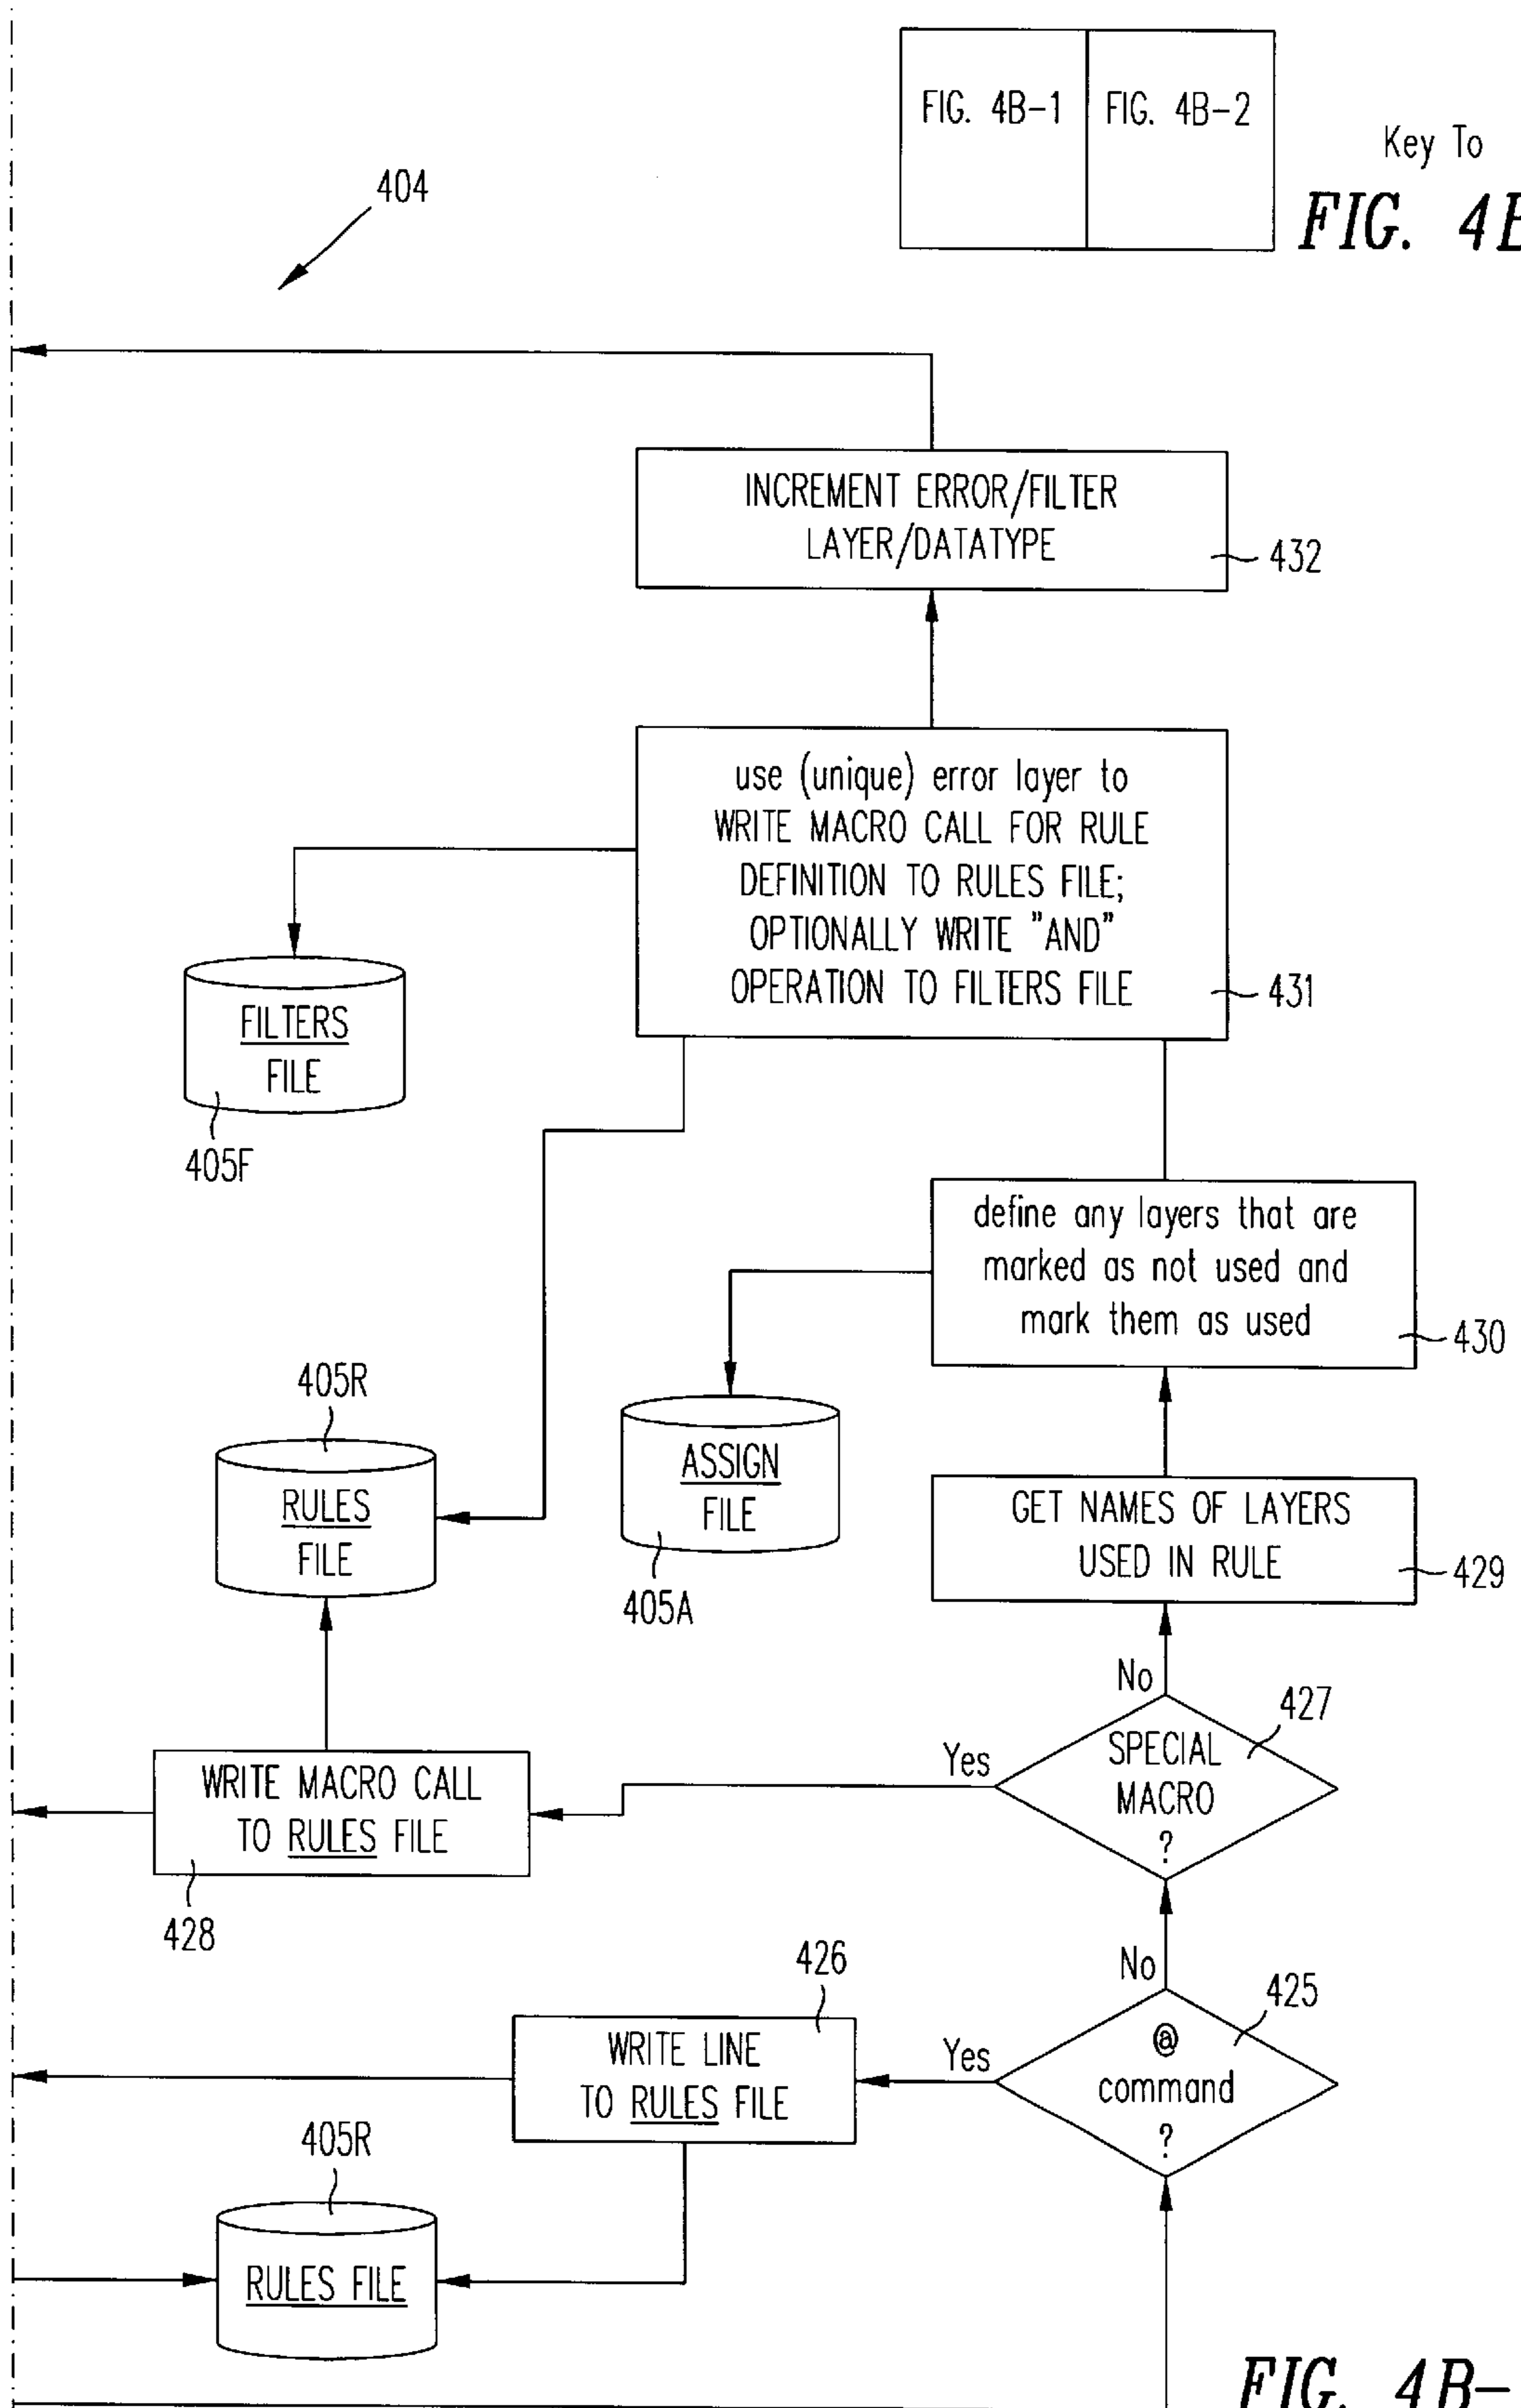 FIG. 4B-1
FIG. 4B-2
Key To
FIG. 4B
404
INCREMENT ERROR/FILTER
LAYER/DATATYPE
432
use (unique) error layer to
WRITE MACRO CALL FOR RULE
DEFINITION TO RULES FILE;
OPTIONALLY WRITE "AND"
OPERATION TO FILTERS FILE
431
FILTERS
FILE
405F
define any layers that are
marked as not used and
mark them as used
430
405R
RULES
FILE
ASSIGN
FILE
405A
GET NAMES OF LAYERS
USED IN RULE
429
No
427
SPECIAL
MACRO
?
Yes
WRITE MACRO CALL
TO RULES FILE
428
No
425
@
command
?
Yes
426
WRITE LINE
TO RULES FILE
405R
RULES FILE
FIG. 4B-